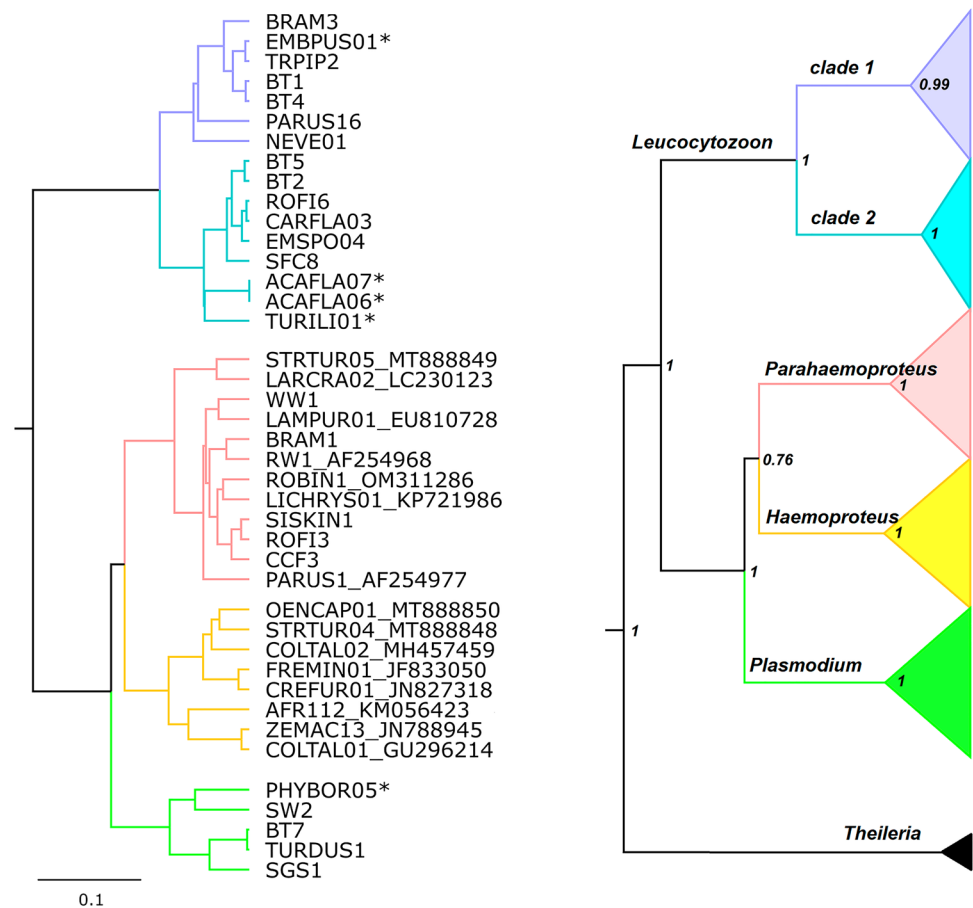 BRAM3
EMBPUS01*
TRPIP2
BT1
BT4
PARUS16
NEVE01
BT5
BT2
ROFI6
CARFLA03
EMSPO04
SFC8
ACAFLA07*
ACAFLA06*
TURILI01*
STRTUR05_MT888849
LARCRA02_LC230123
WW1
LAMPUR01_EU810728
BRAM1
RW1_AF254968
ROBIN1_OM311286
LICHRYS01_KP721986
SISKIN1
ROFI3
CCF3
PARUS1_AF254977
OENCAP01_MT888850
STRTUR04_MT888848
COLTAL02_MH457459
FREMIN01_JF833050
CREFUR01_JN827318
AFR112_KM056423
ZEMAC13_JN788945
COLTAL01_GU296214
PHYBOR05*
SW2
BT7
TURDUS1
SGS1
0.1
clade 1
0.99
Leucocytozoon
1
clade 2
1
1
Parahaemoproteus
1
0.76
Haemoproteus
1
1
1
Plasmodium
1
Theileria